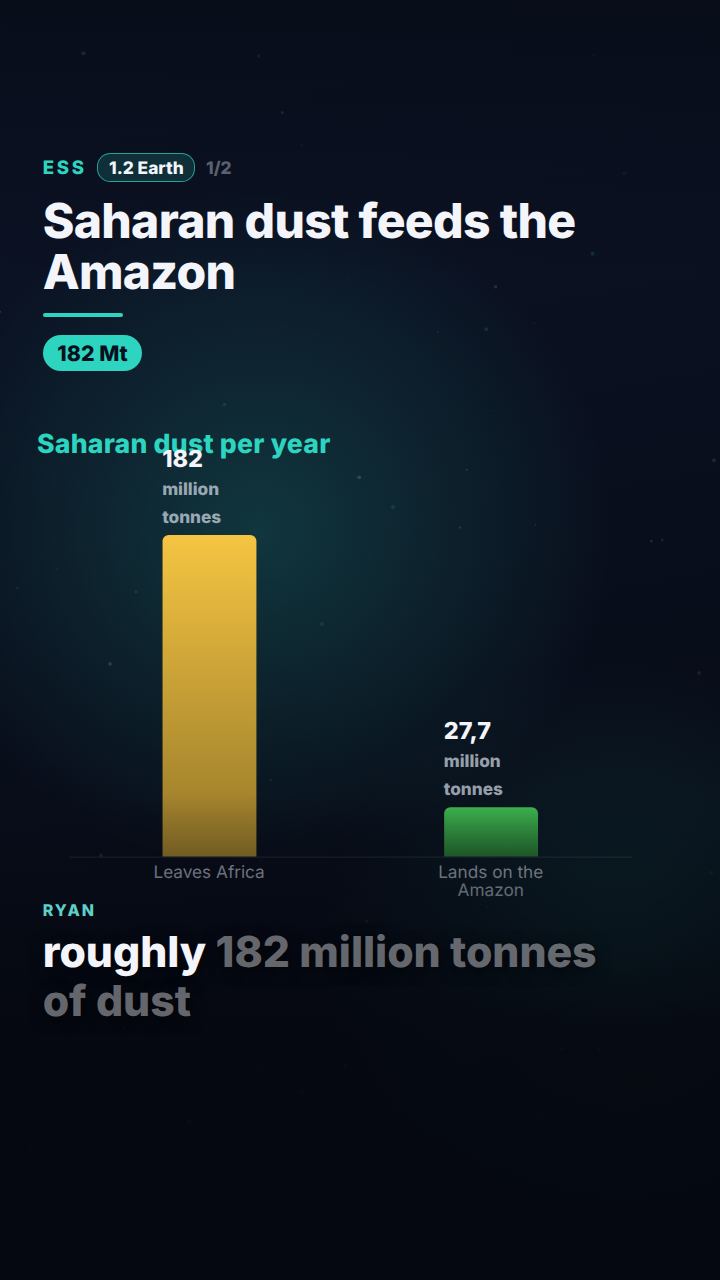 ESS 1.2 Earth 1/2
Saharan dust feeds the
Amazon
182 Mt
Saharan dust per year
182
million
tonnes
27,7
million
tonnes
Leaves Africa
Lands on the
Amazon
RYAN
roughly 182 million tonnes
of dust